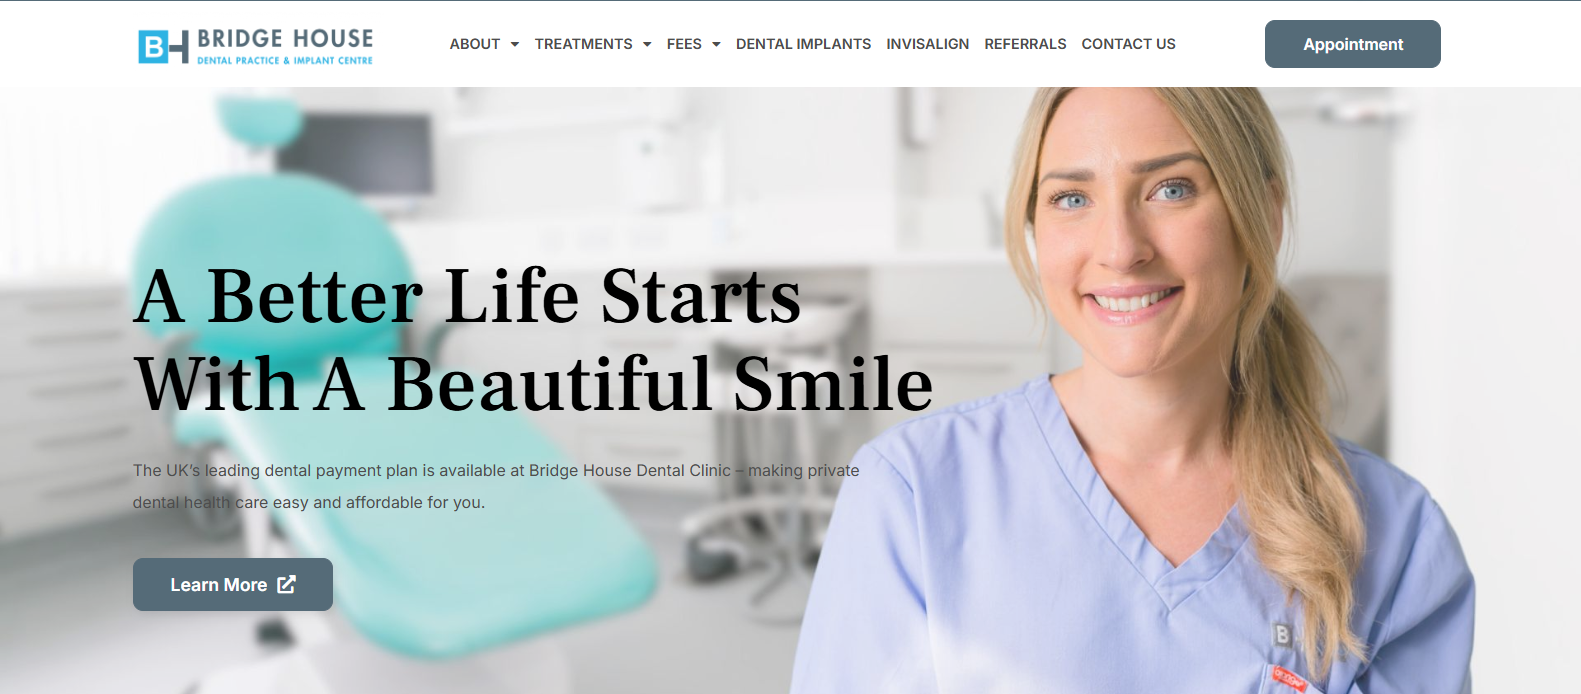 B
BRIDGE HOUSE
DENTAL PRACTICE & IMPLANT CENTRE
ABOUT
TREATMENTS
FEES
DENTAL IMPLANTS
INVISALIGN
REFERRALS
CONTACT US
Appointment
A Better Life Starts
With A Beautiful Smile
The UK’s leading dental payment plan is available at Bridge House Dental Clinic – making private
dental health care easy and affordable for you.
Learn More
B